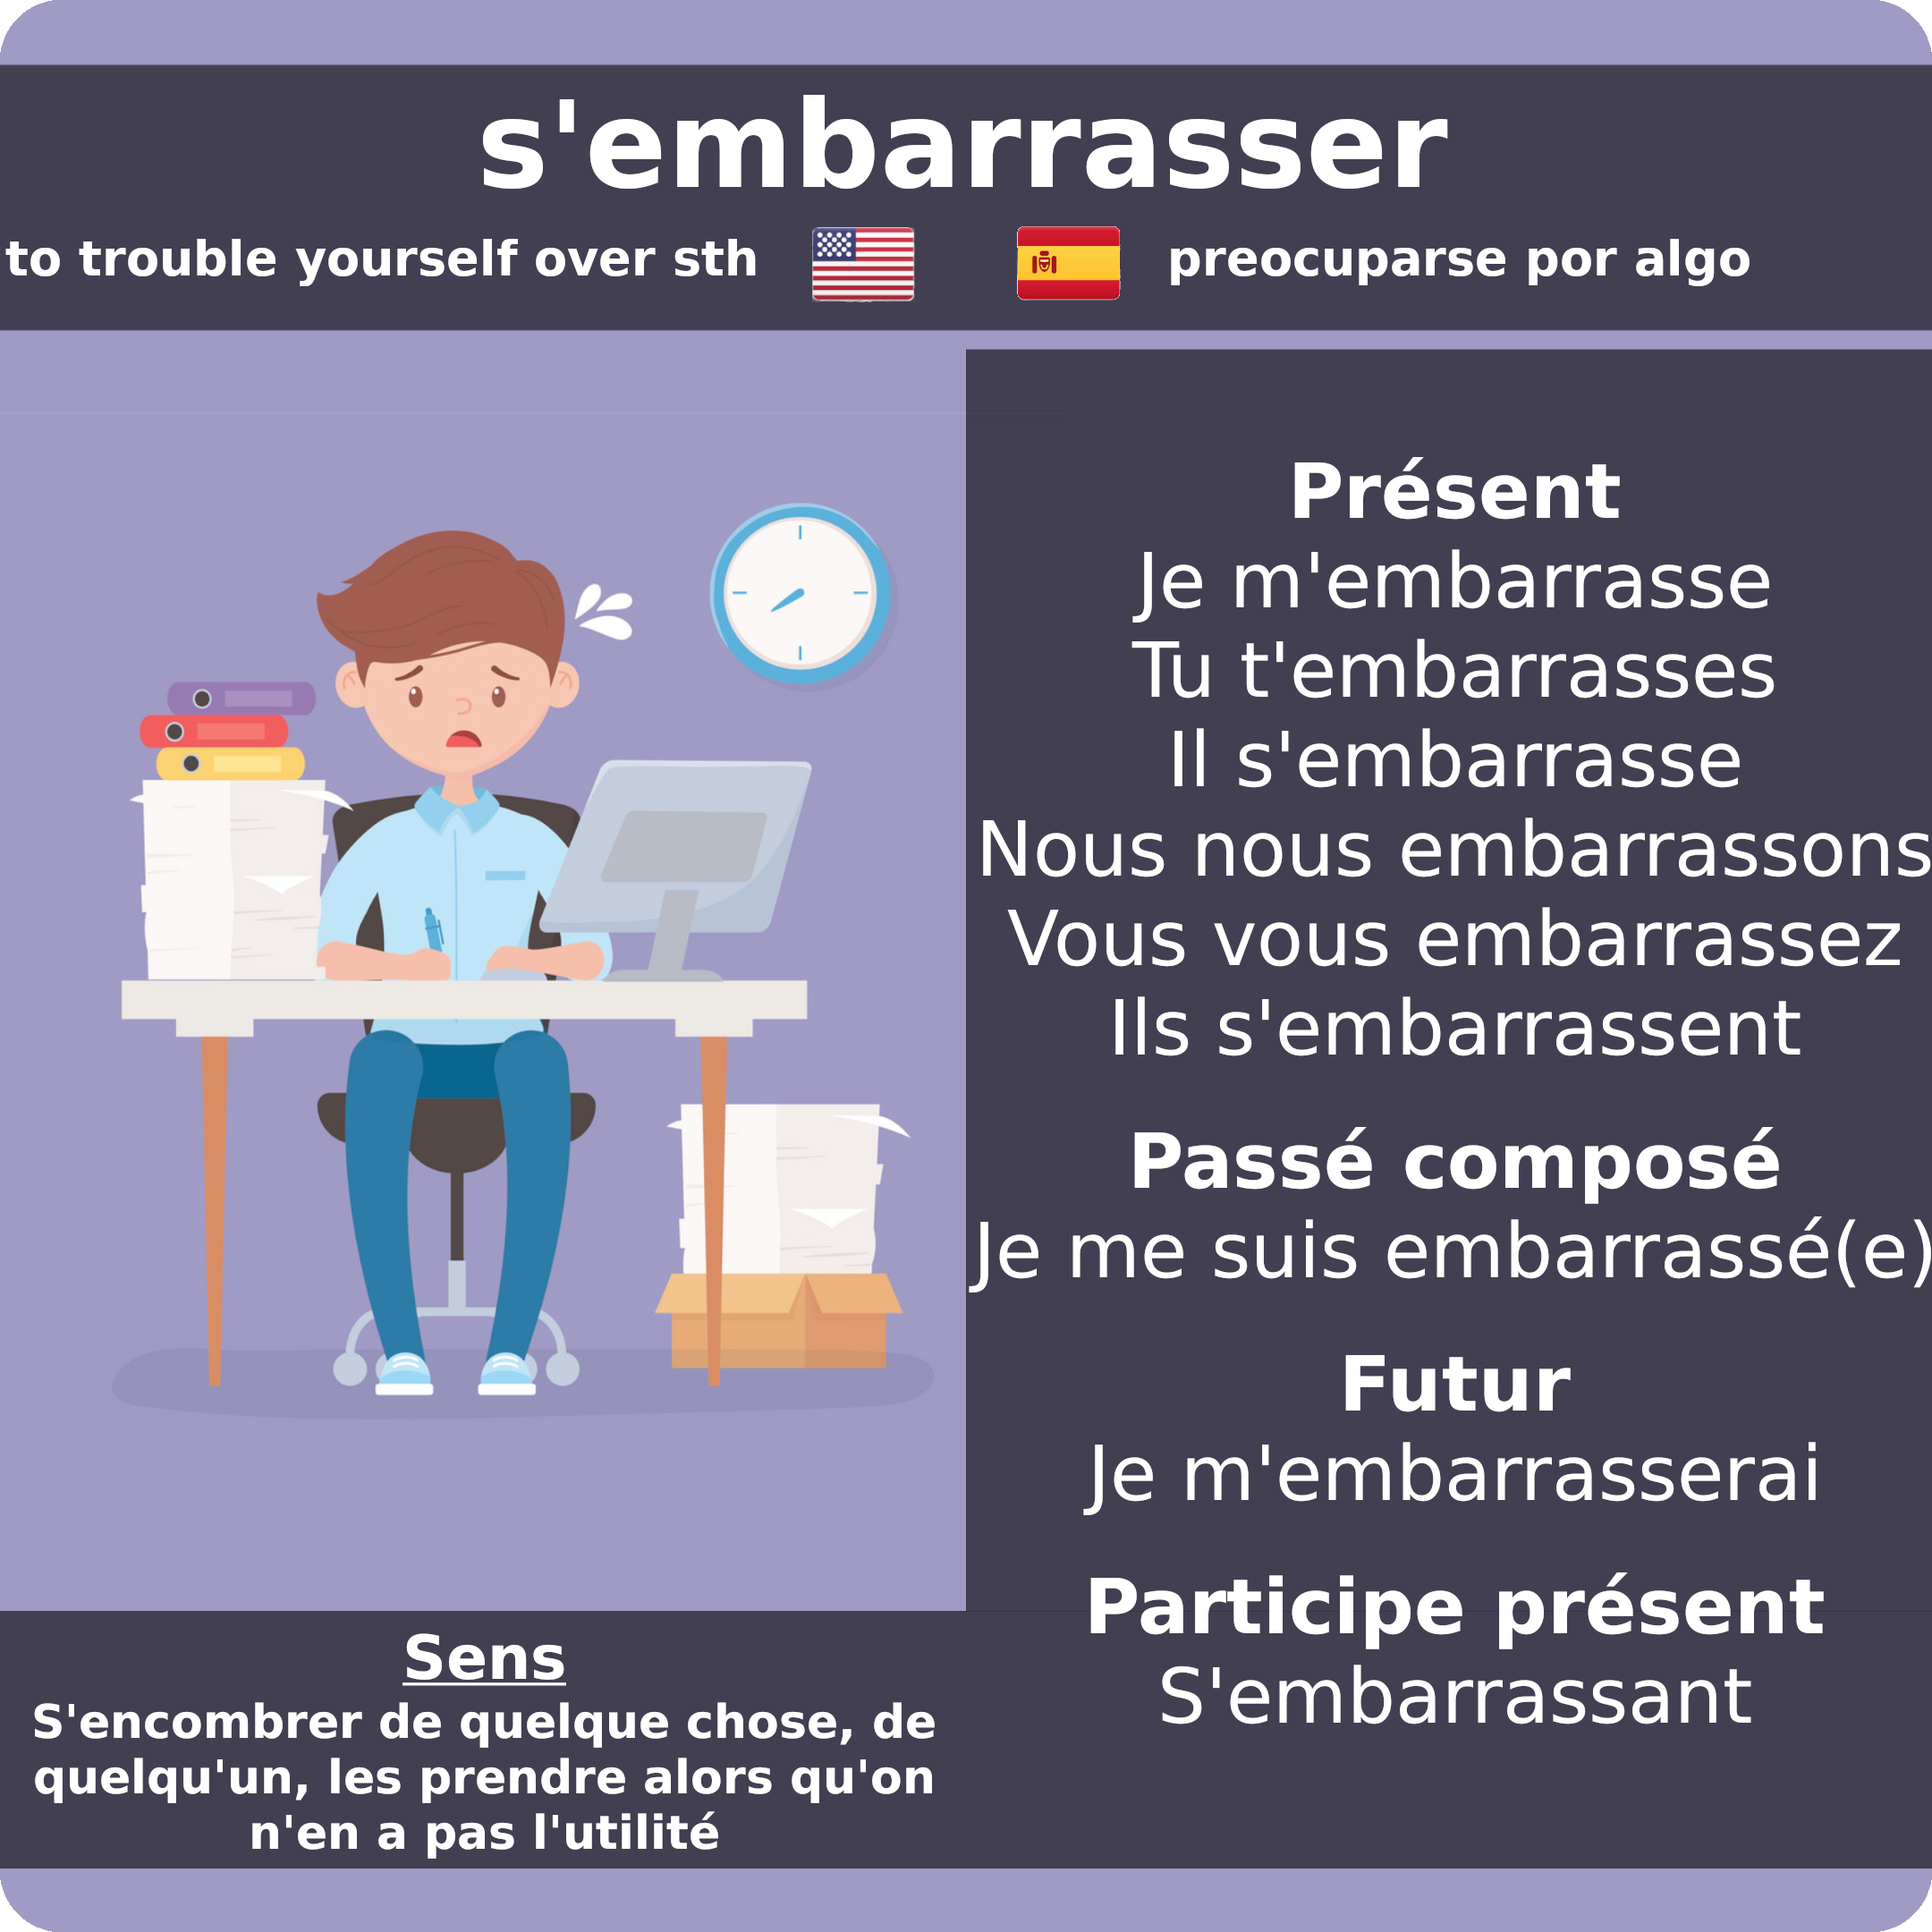 s'embarrasser
to trouble yourself over sth
preocuparse por algo
Présent
Je m'embarrasse
Tu t'embarrasses
Il s'embarrasse
Nous nous embarrassons
Vous vous embarrassez
Ils s'embarrassent
Passé composé
Je me suis embarrassé(e)
Futur
Je m'embarrasserai
Participe présent
S'embarrassant
Sens
S'encombrer de quelque chose, de
quelqu'un, les prendre alors qu'on
n'en a pas l'utilité